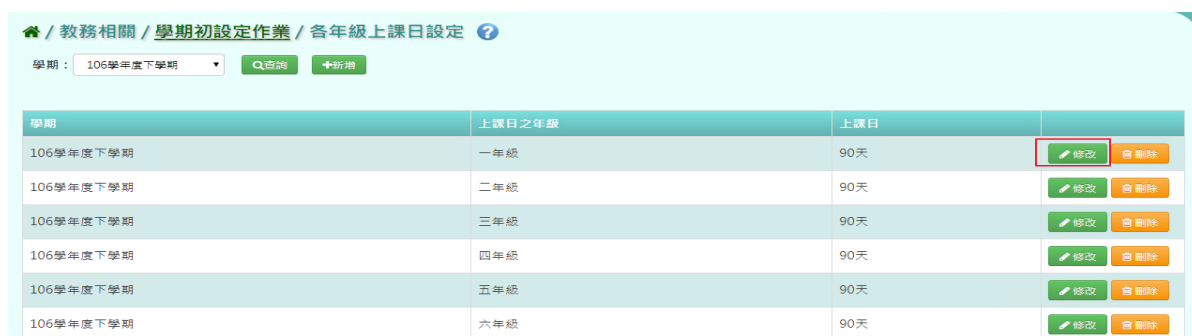 / 教務相關 / 學期初設定作業 / 各年級上課日設定 ?
學期： 106學年度下學期 查詢 新增
學期 上課日之年級 上課日
106學年度下學期 一年級 90天 修改 刪除
106學年度下學期 二年級 90天 修改 刪除
106學年度下學期 三年級 90天 修改 刪除
106學年度下學期 四年級 90天 修改 刪除
106學年度下學期 五年級 90天 修改 刪除
106學年度下學期 六年級 90天 修改 刪除